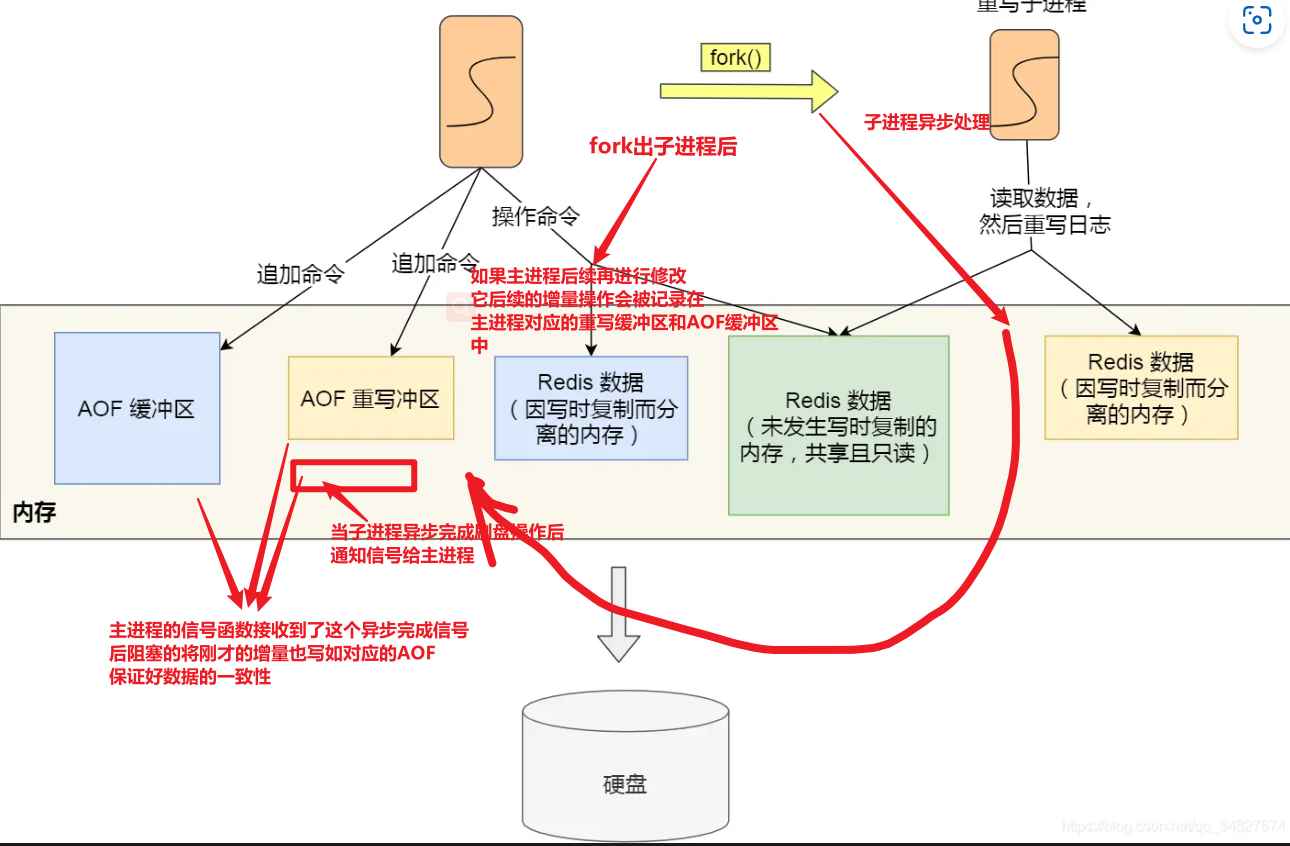 重写子进程
fork()
子进程异步处理
fork出子进程后
读取数据，
然后重写日志
操作命令
追加命令
追加命令
如果主进程后续再进行修改
它后续的增量操作会被记录在
主进程对应的重写缓冲区和AOF缓冲区
中
AOF 缓冲区
AOF 重写冲区
Redis 数据
（因写时复制而分
离的内存）
Redis 数据
（未发生写时复制的
内存，共享且只读）
Redis 数据
（因写时复制而分
离的内存）
内存
当子进程异步完成刷盘操作后
通知信号给主进程
主进程的信号函数接收到了这个异步完成信号
后阻塞的将刚才的增量也写如对应的AOF
保证好数据的一致性
硬盘
https://blog.csdn.net/qq_34827674